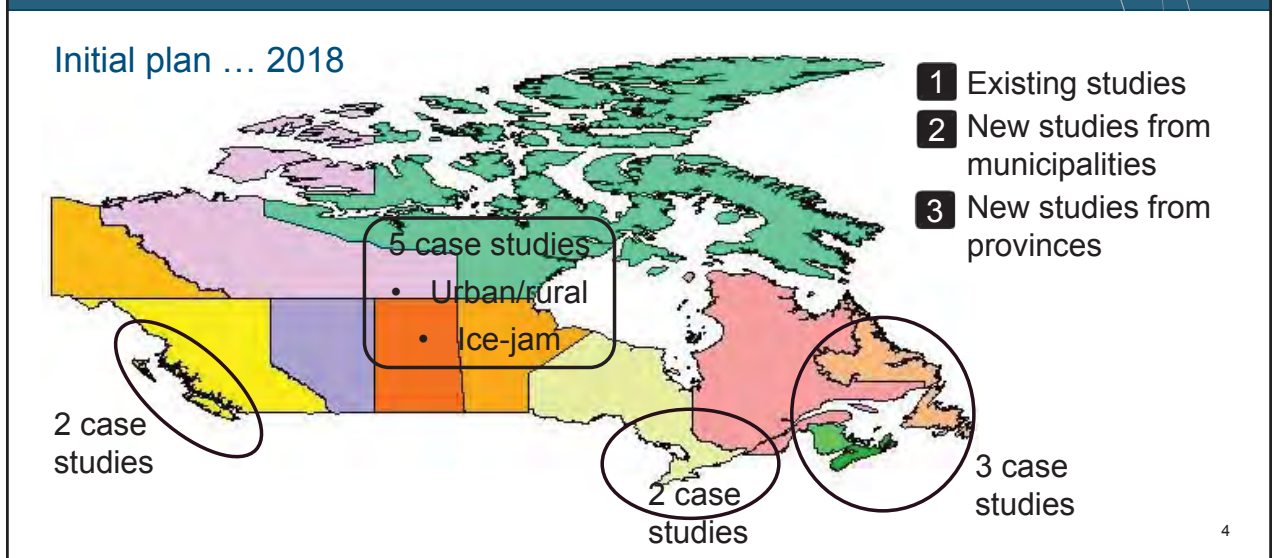 Initial plan … 2018
1 Existing studies
2 New studies from
municipalities
3 New studies from
provinces
5 case studies
• Urban/rural
• Ice-jam
2 case
studies
2 case
studies
3 case
studies
4